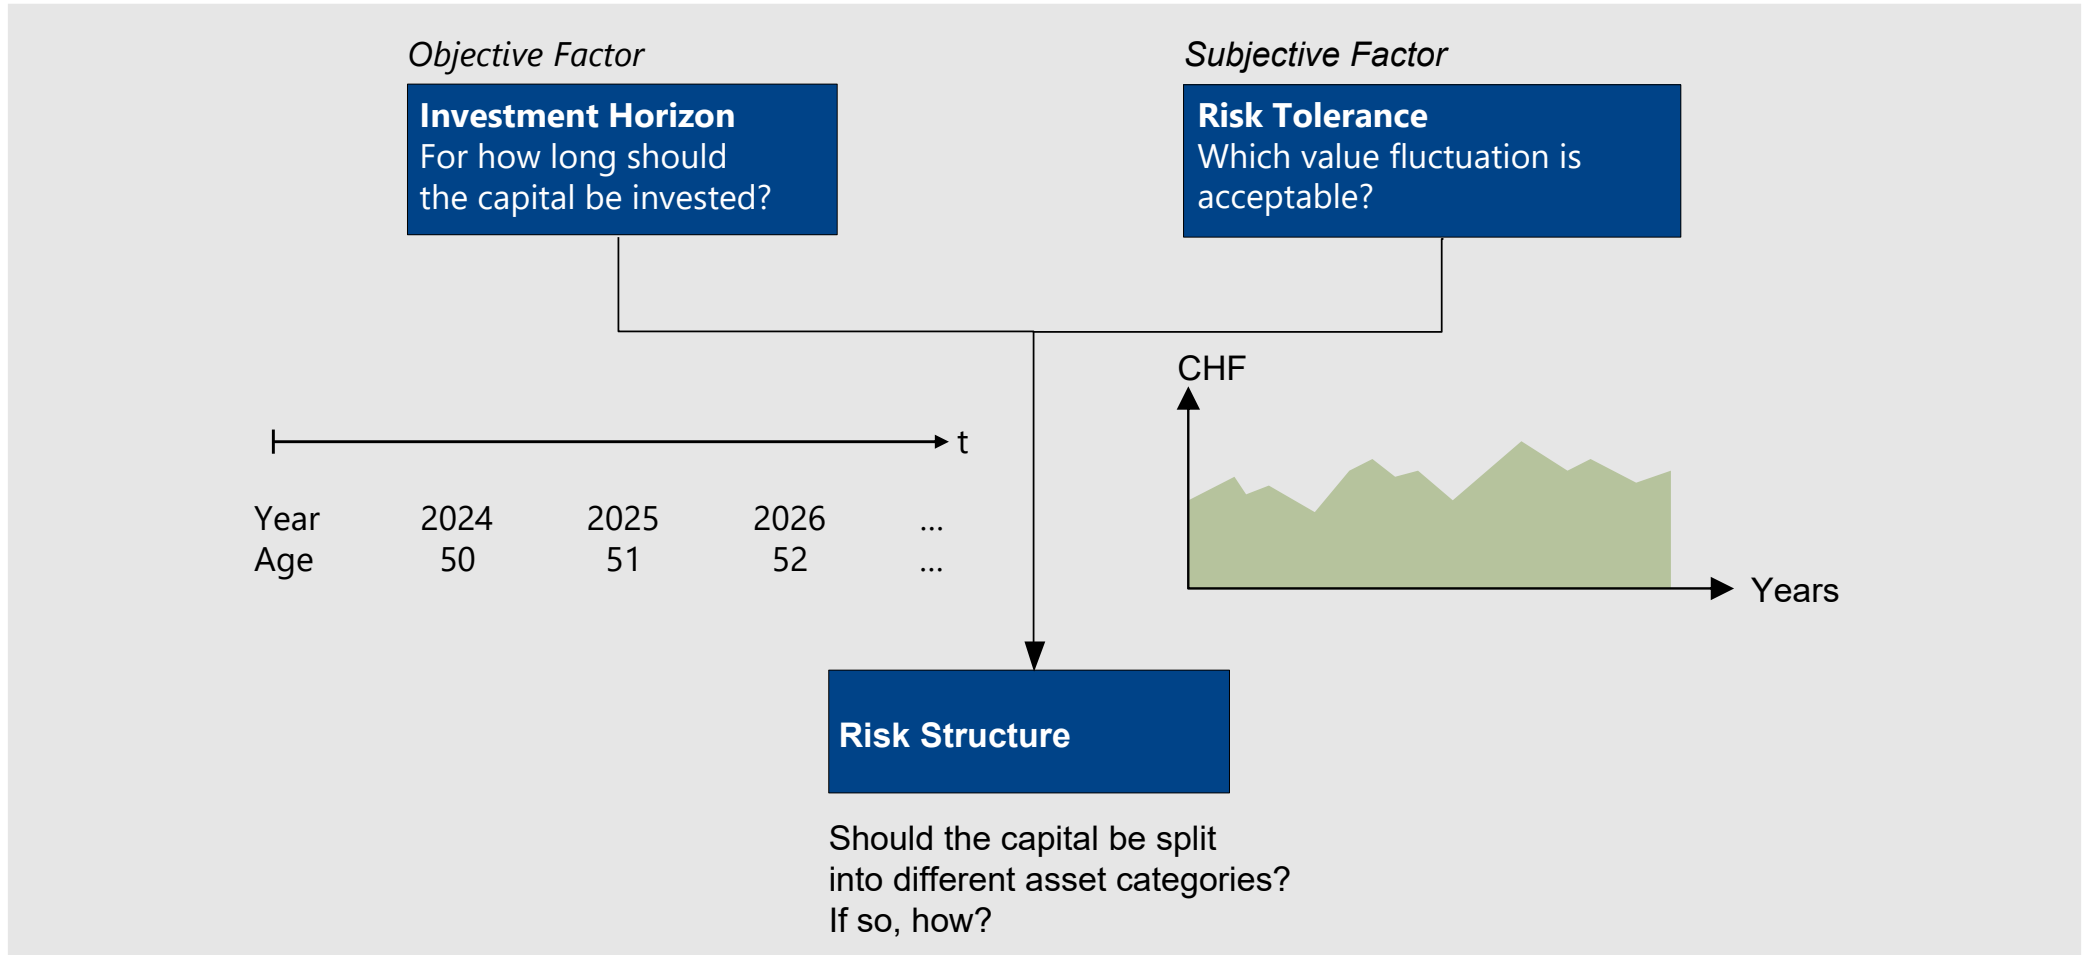 Objective Factor
Investment Horizon
For how long should
the capital be invested?
Subjective Factor
Risk Tolerance
Which value fluctuation is
acceptable?
t
Year 2024 2025 2026 ...
Age 50 51 52 ...
CHF
Years
Risk Structure
Should the capital be split
into different asset categories?
If so, how?